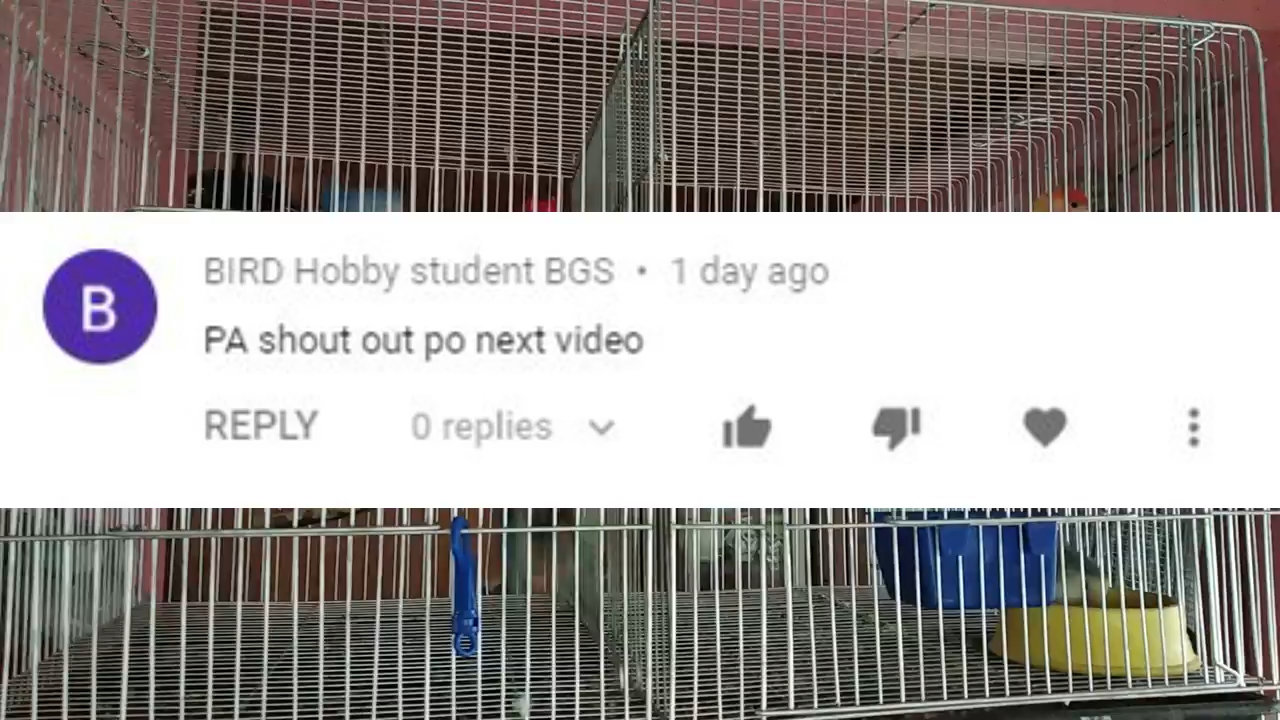 B
BIRD Hobby student BGS • 1 day ago
PA shout out po next video
REPLY 0 replies